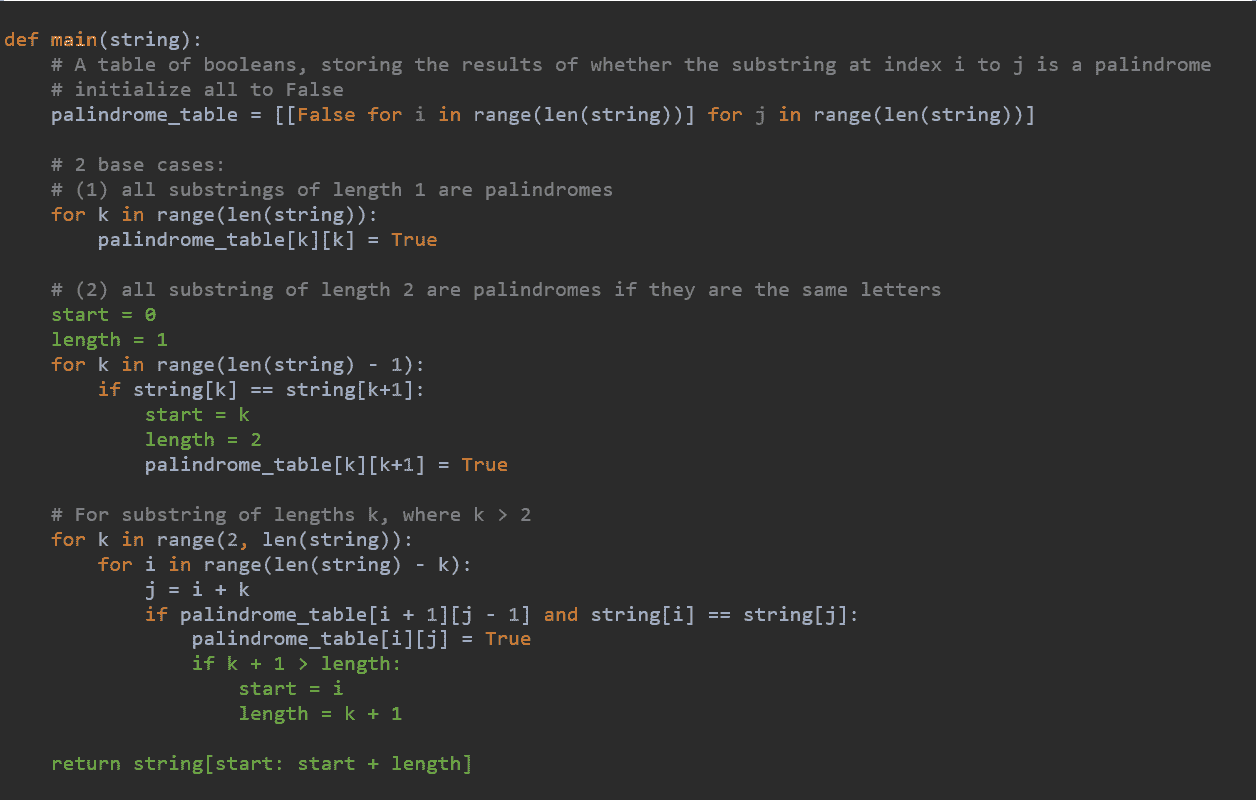 def main(string):
    # A table of booleans, storing the results of whether the substring at index i to j is a palindrome
    # initialize all to False
    palindrome_table = [[False for i in range(len(string))] for j in range(len(string))]

    # 2 base cases:
    # (1) all substrings of length 1 are palindromes
    for k in range(len(string)):
        palindrome_table[k][k] = True

    # (2) all substring of length 2 are palindromes if they are the same letters
    start = 0
    length = 1
    for k in range(len(string) - 1):
        if string[k] == string[k+1]:
            start = k
            length = 2
            palindrome_table[k][k+1] = True

    # For substring of lengths k, where k > 2
    for k in range(2, len(string)):
        for i in range(len(string) - k):
            j = i + k
            if palindrome_table[i + 1][j - 1] and string[i] == string[j]:
                palindrome_table[i][j] = True
                if k + 1 > length:
                    start = i
                    length = k + 1

    return string[start: start + length]